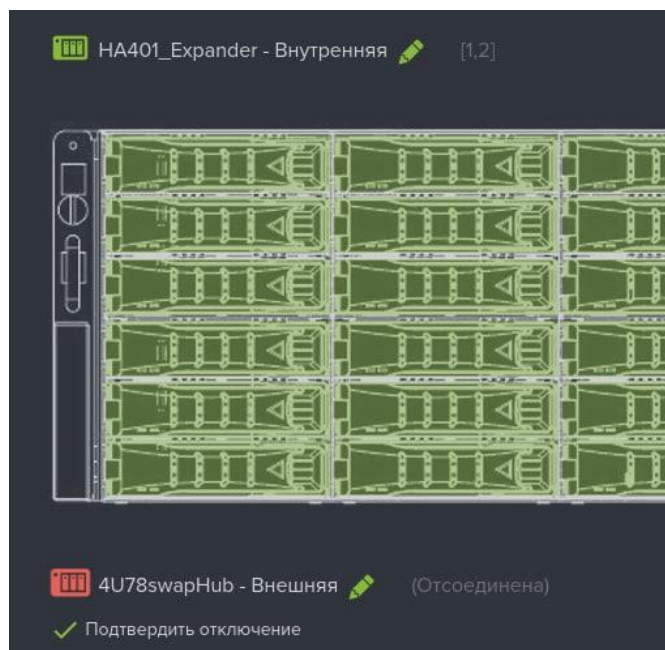 HA401_Expander - Внутренняя [1,2]
4U78swapHub - Внешняя (Отсоединена)
Подтвердить отключение